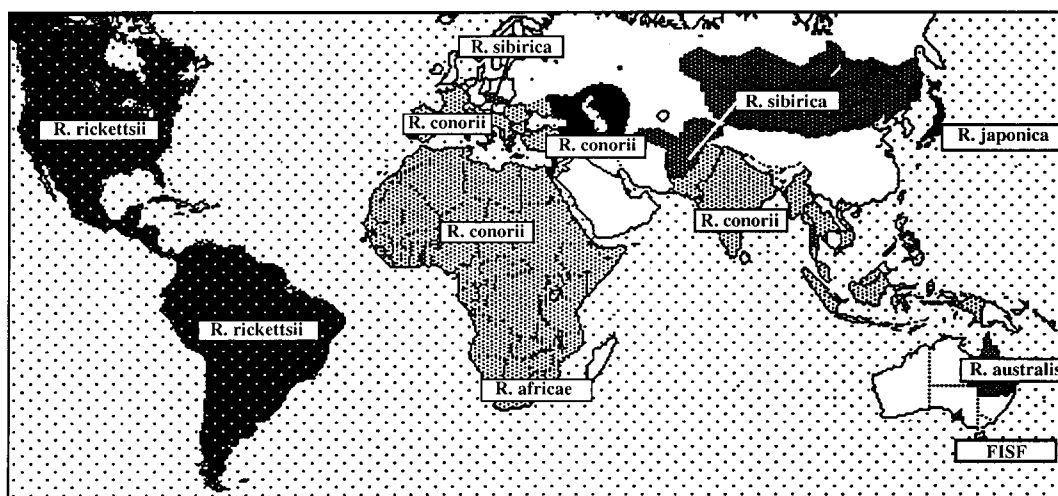 R. sibirica
R. sibirica
R. rickettsii
R. conorii
R. conorii
R. japonica
R. conorii
R. conorii
R. rickettsii
R. africae
R. australis
FISF